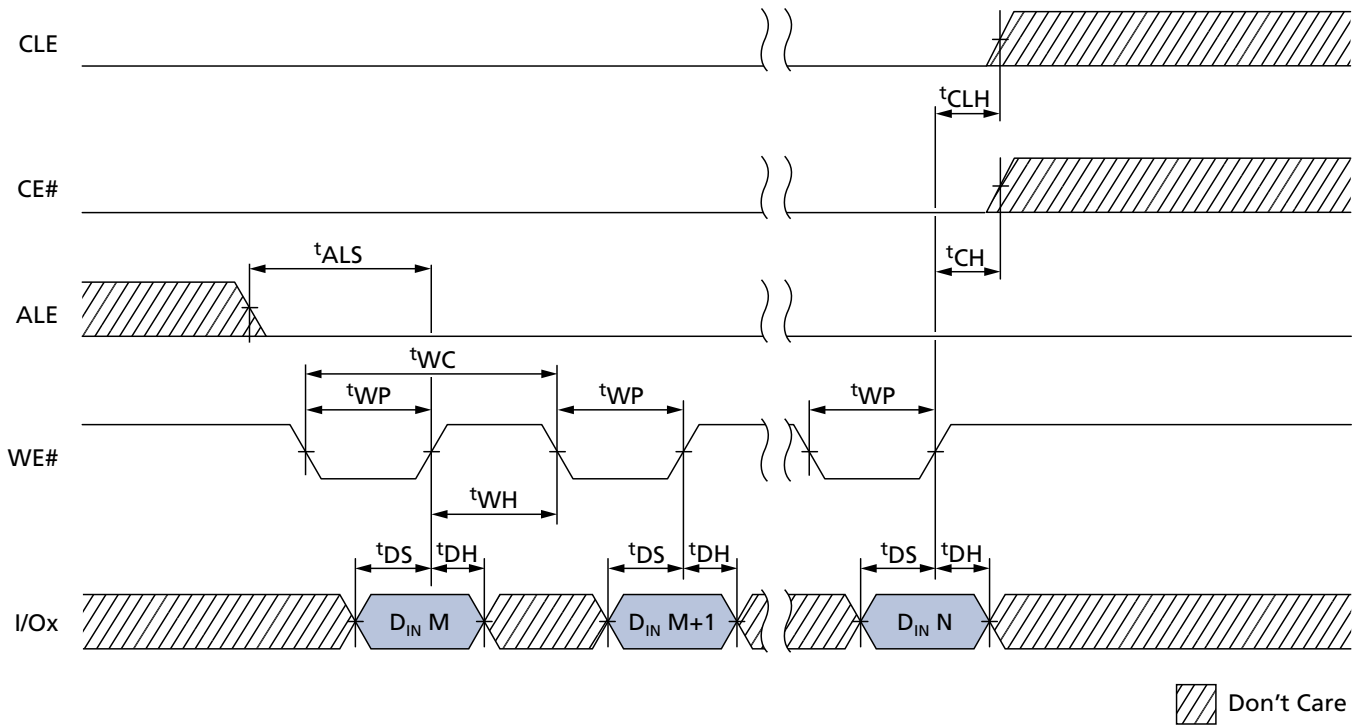 CLE
tCLH
CE#
tCH
tALS
ALE
tWC
tWP
tWP
tWP
WE#
tWH
tDS
tDH
tDS
tDH
tDS
tDH
I/Ox
DIN M
DIN M+1
DIN N
Don't Care